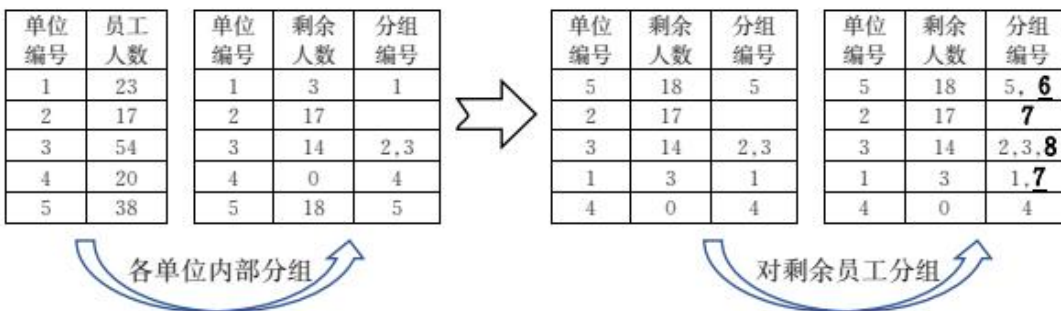 单位 员工 单位 剩余 分组 单位 剩余 分组 单位 剩余 分组
编号 人数 编号 人数 编号 编号 人数 编号 编号 人数 编号
1 23 1 3 1 5 18 5 5 18 5, 6
2 17 2 17 2 17 2 17 7
3 54 3 14 2,3 3 14 2,3 3 14 2,3,8
4 20 4 0 4 1 3 1 1 3 1,7
5 38 5 18 5 4 0 4 4 0 4
各单位内部分组 对剩余员工分组